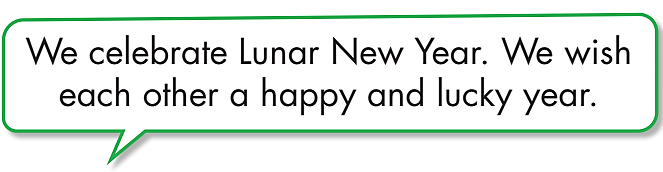 We celebrate Lunar New Year. We wish
each other a happy and lucky year.